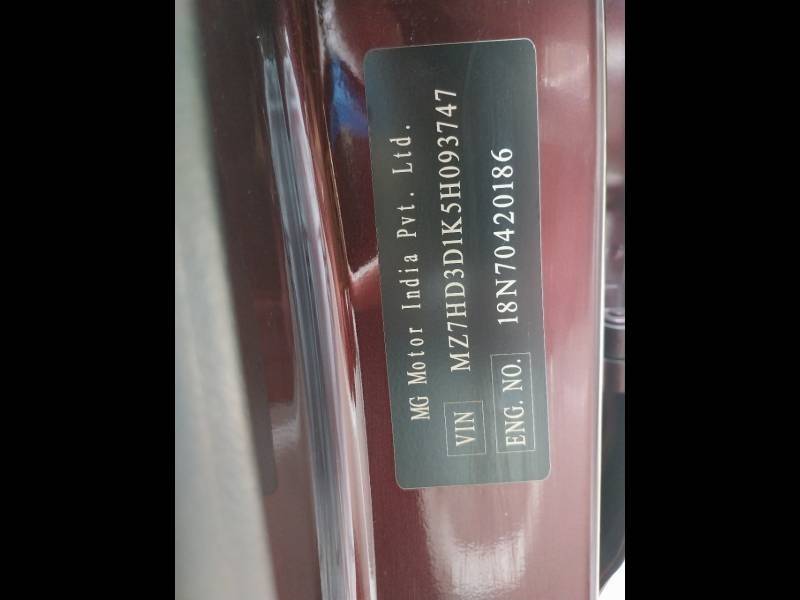 MG Motor India Pvt. Ltd.
VIN MZ7HD3D1K5H093747
ENG. NO. 18N70420186